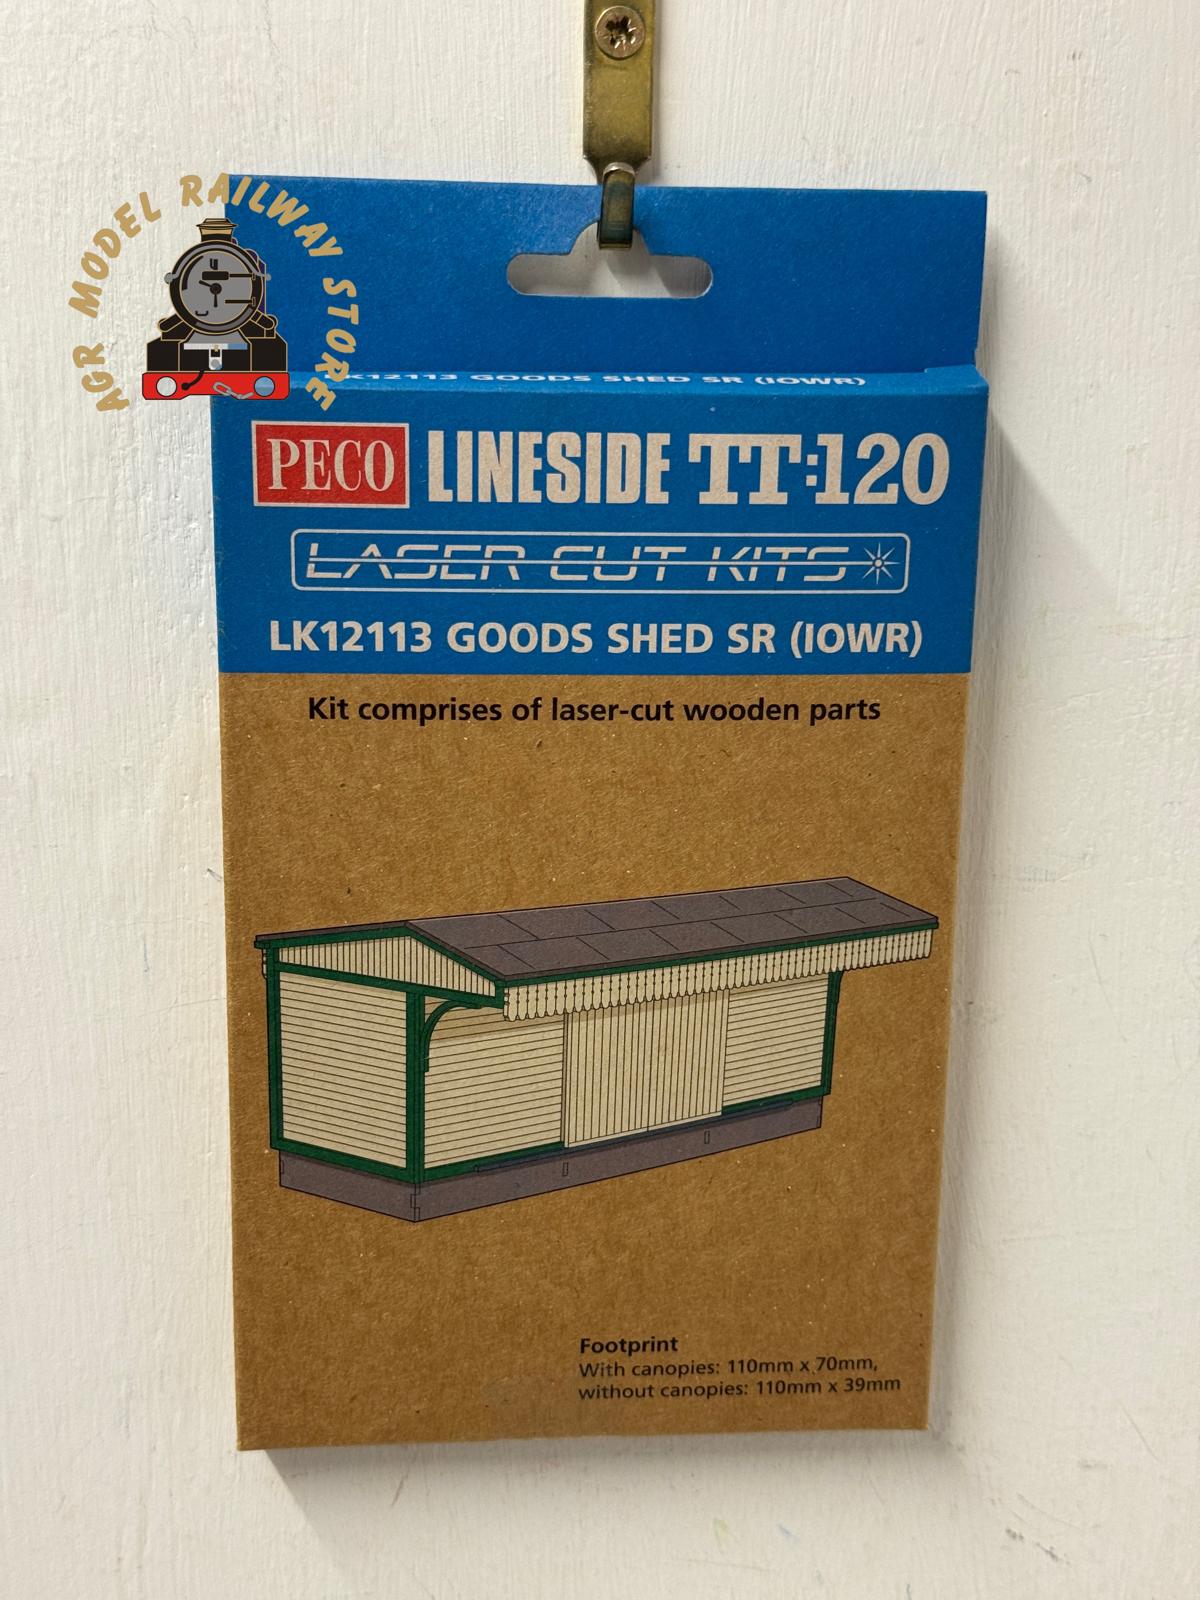 AGR MODEL RAILWAY STORE
LK12113 GOODS SHED SR (IOWR)
PECO LINESIDE TT:120
LASER CUT KITS
LK12113 GOODS SHED SR (IOWR)
Kit comprises of laser-cut wooden parts
Footprint
With canopies: 110mm x 70mm,
without canopies: 110mm x 39mm